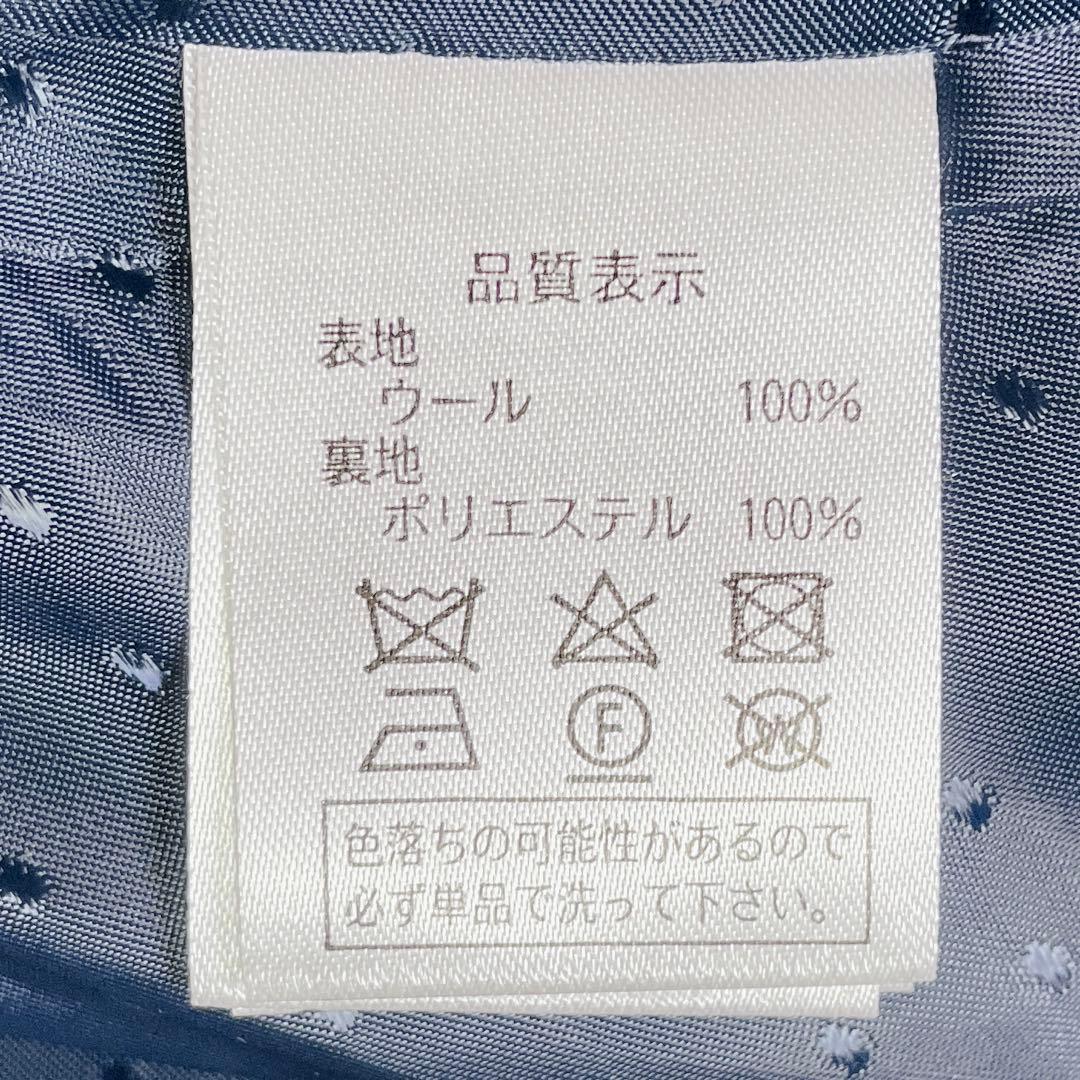 品質表示
表地
ウール 100%
裏地
ポリエステル 100%
F
W
色落ちの可能性があるので
必ず単品で洗って下さい。